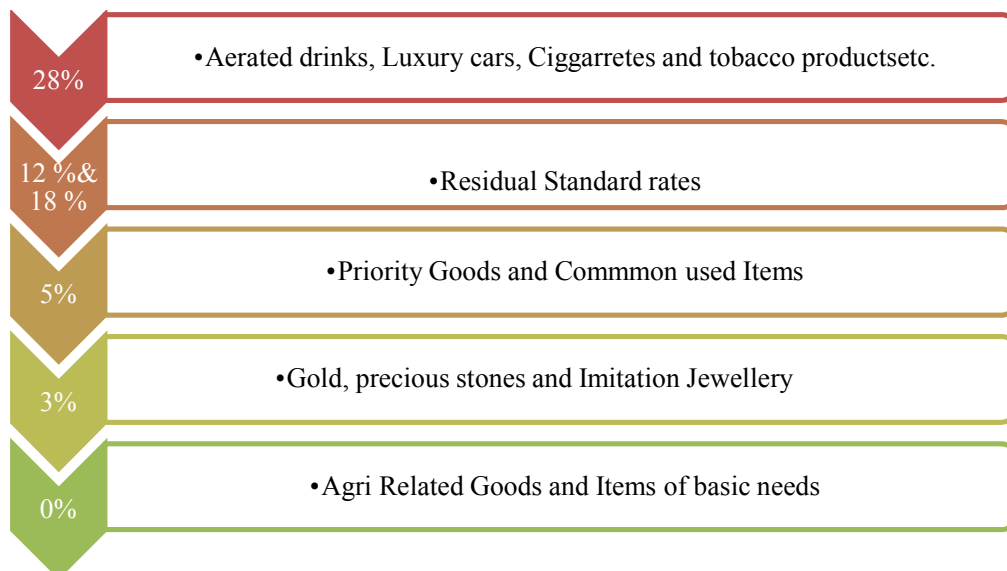 28%
•Aerated drinks, Luxury cars, Ciggarretes and tobacco productsetc.
12 %&
18 %
•Residual Standard rates
5%
•Priority Goods and Commmon used Items
3%
•Gold, precious stones and Imitation Jewellery
0%
•Agri Related Goods and Items of basic needs